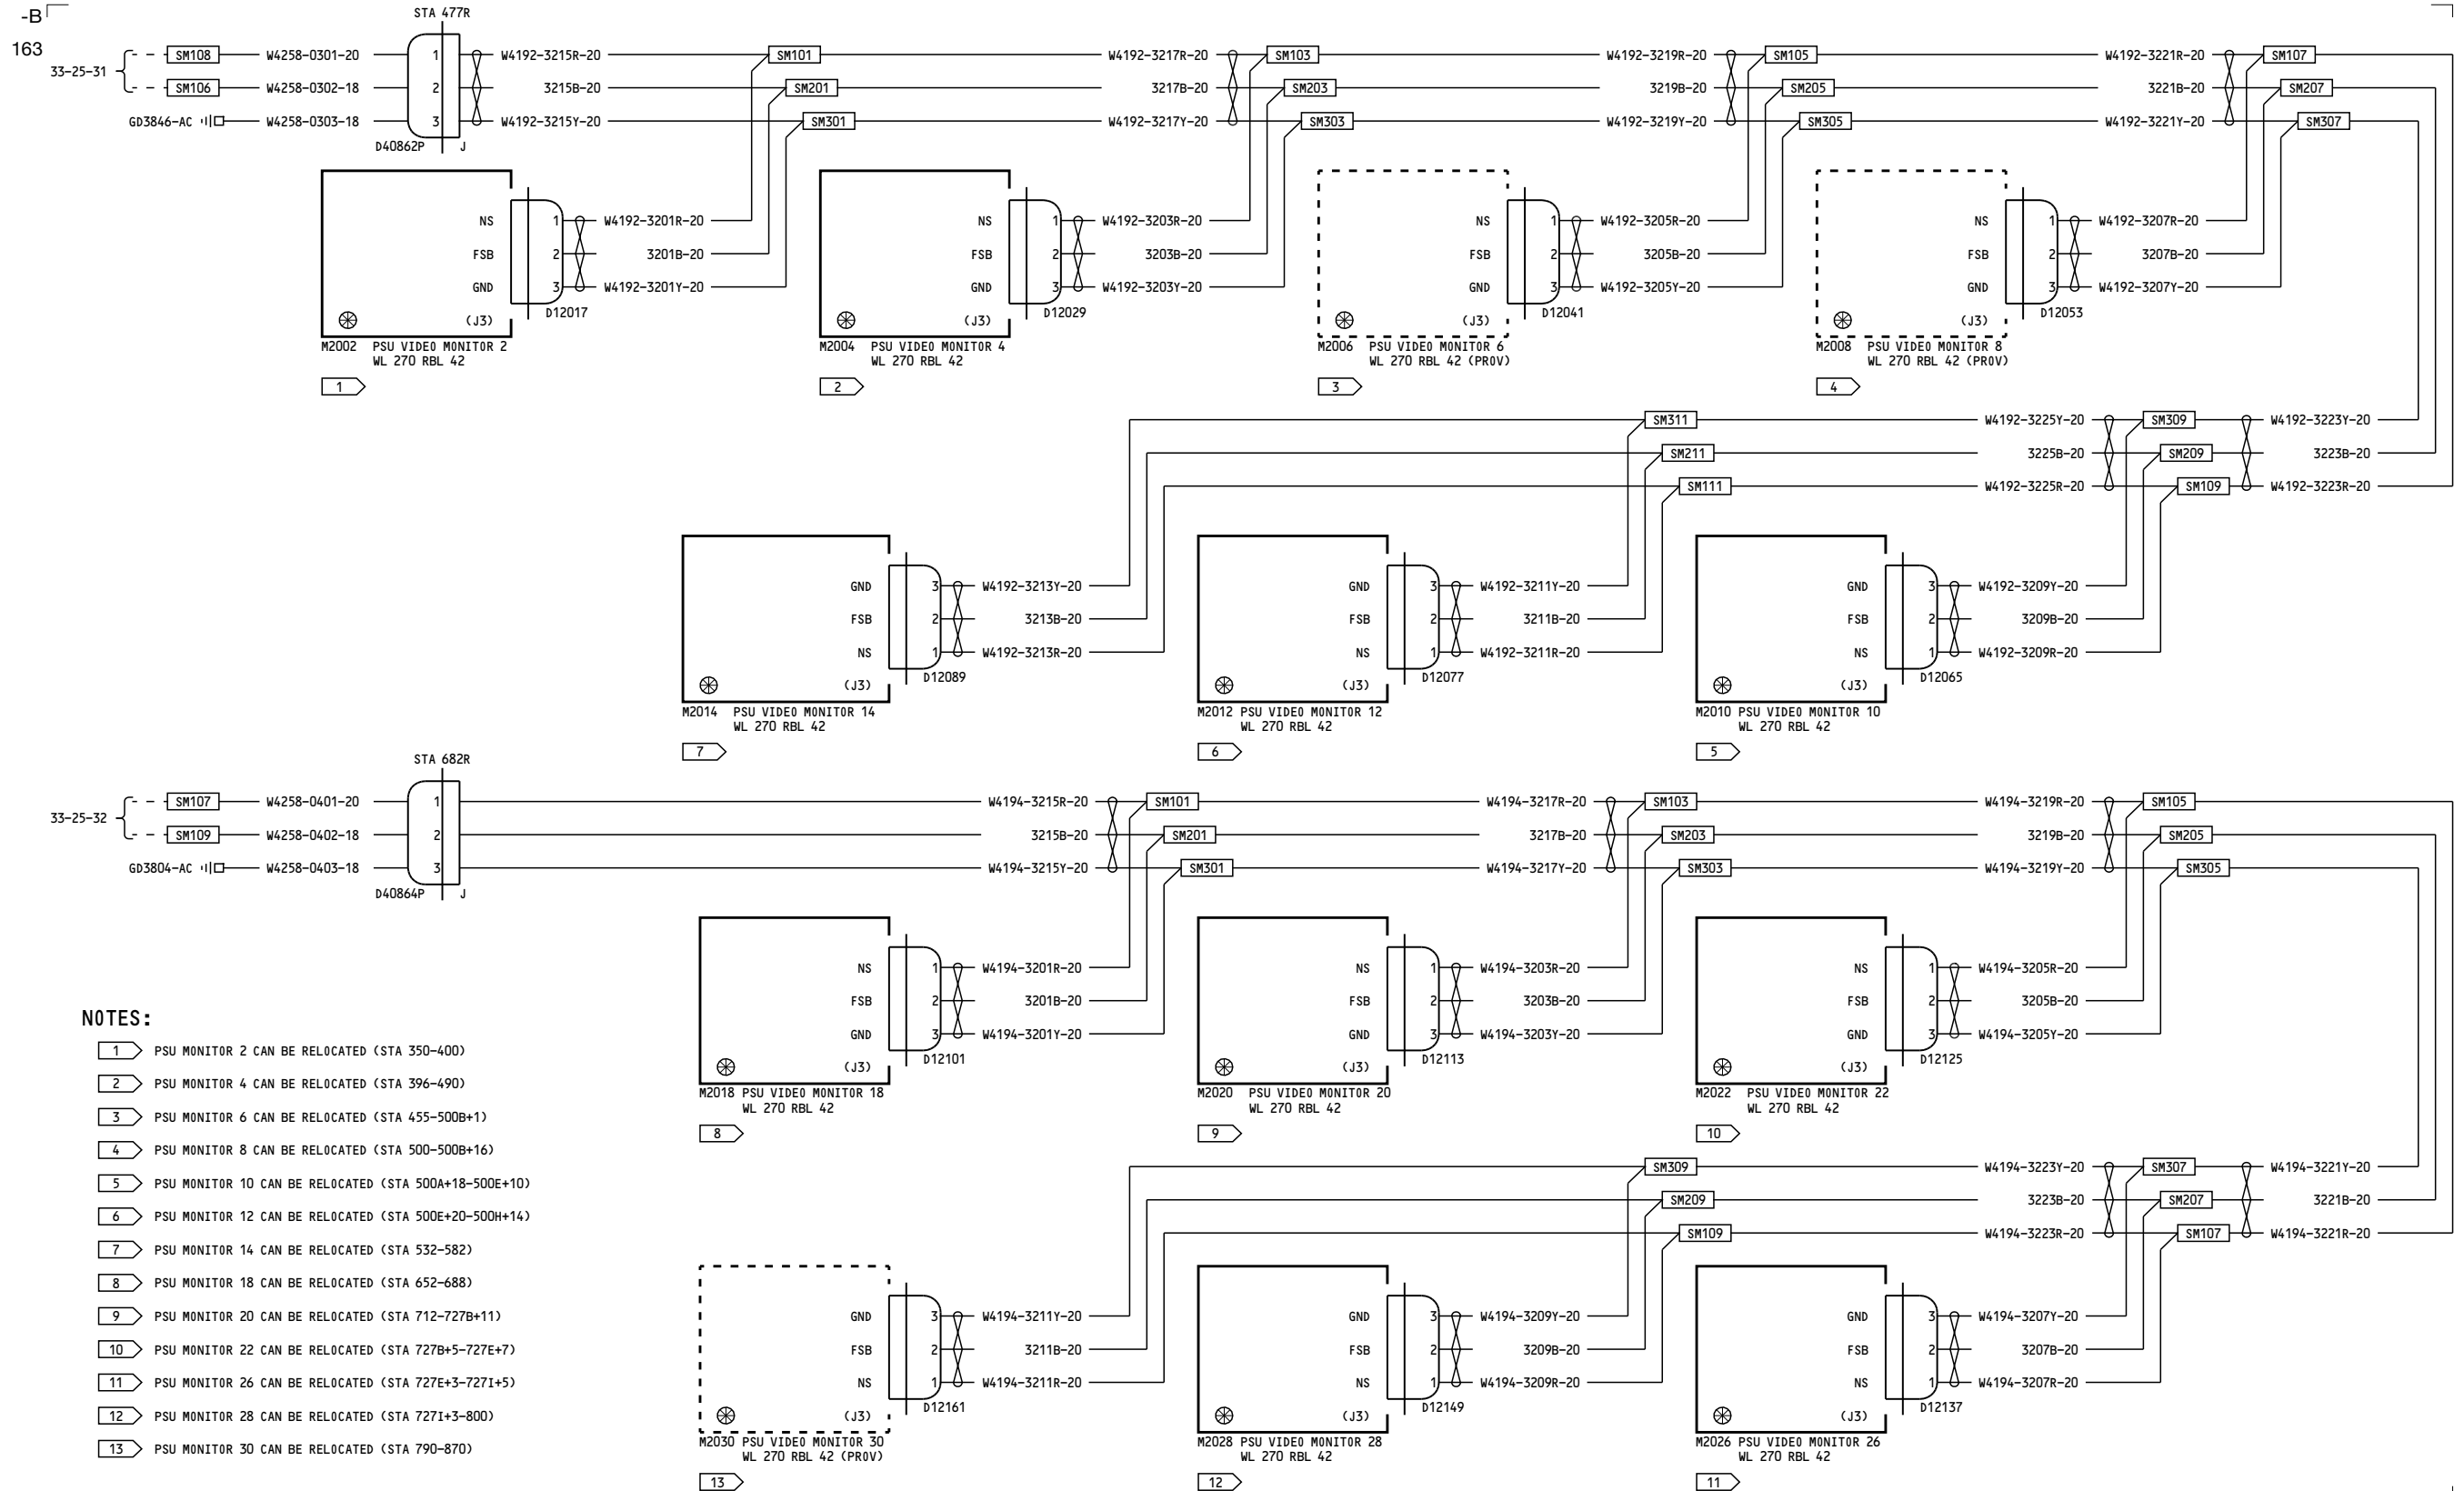 -B
163
STA 477R
33-25-31
SM108 W4258-0301-20 1 W4192-3215R-20 SM101 W4192-3217R-20 SM103 W4192-3219R-20 SM105 W4192-3221R-20 SM107
SM106 W4258-0302-18 2 3215B-20 SM201 3217B-20 SM203 3219B-20 SM205 3221B-20 SM207
GD3846-AC W4258-0303-18 3 W4192-3215Y-20 SM301 W4192-3217Y-20 SM303 W4192-3219Y-20 SM305 W4192-3221Y-20 SM307
D40862P J
NS 1 W4192-3201R-20 NS 1 W4192-3203R-20 NS 1 W4192-3205R-20 NS 1 W4192-3207R-20
FSB 2 3201B-20 FSB 2 3203B-20 FSB 2 3205B-20 FSB 2 3207B-20
GND 3 W4192-3201Y-20 GND 3 W4192-3203Y-20 GND 3 W4192-3205Y-20 GND 3 W4192-3207Y-20
(J3) D12017 (J3) D12029 (J3) D12041 (J3) D12053
M2002 PSU VIDEO MONITOR 2 M2004 PSU VIDEO MONITOR 4 M2006 PSU VIDEO MONITOR 6 M2008 PSU VIDEO MONITOR 8
WL 270 RBL 42 WL 270 RBL 42 WL 270 RBL 42 (PROV) WL 270 RBL 42 (PROV)
1 2 3 4
SM311 W4192-3225Y-20 SM309 W4192-3223Y-20
SM211 3225B-20 SM209 3223B-20
SM111 W4192-3225R-20 SM109 W4192-3223R-20
GND 3 W4192-3213Y-20 GND 3 W4192-3211Y-20 GND 3 W4192-3209Y-20
FSB 2 3213B-20 FSB 2 3211B-20 FSB 2 3209B-20
NS 1 W4192-3213R-20 NS 1 W4192-3211R-20 NS 1 W4192-3209R-20
(J3) D12089 (J3) D12077 (J3) D12065
M2014 PSU VIDEO MONITOR 14 M2012 PSU VIDEO MONITOR 12 M2010 PSU VIDEO MONITOR 10
WL 270 RBL 42 WL 270 RBL 42 WL 270 RBL 42
7 6 5
STA 682R
33-25-32
SM107 W4258-0401-20 1 W4194-3215R-20 SM101 W4194-3217R-20 SM103 W4194-3219R-20 SM105
SM109 W4258-0402-18 2 3215B-20 SM201 3217B-20 SM203 3219B-20 SM205
GD3804-AC W4258-0403-18 3 W4194-3215Y-20 SM301 W4194-3217Y-20 SM303 W4194-3219Y-20 SM305
D40864P J
NS 1 W4194-3201R-20 NS 1 W4194-3203R-20 NS 1 W4194-3205R-20
FSB 2 3201B-20 FSB 2 3203B-20 FSB 2 3205B-20
GND 3 W4194-3201Y-20 GND 3 W4194-3203Y-20 GND 3 W4194-3205Y-20
(J3) D12101 (J3) D12113 (J3) D12125
M2018 PSU VIDEO MONITOR 18 M2020 PSU VIDEO MONITOR 20 M2022 PSU VIDEO MONITOR 22
WL 270 RBL 42 WL 270 RBL 42 WL 270 RBL 42
8 9 10
SM309 W4194-3223Y-20 SM307 W4194-3221Y-20
SM209 3223B-20 SM207 3221B-20
SM109 W4194-3223R-20 SM107 W4194-3221R-20
GND 3 W4194-3211Y-20 GND 3 W4194-3209Y-20 GND 3 W4194-3207Y-20
FSB 2 3211B-20 FSB 2 3209B-20 FSB 2 3207B-20
NS 1 W4194-3211R-20 NS 1 W4194-3209R-20 NS 1 W4194-3207R-20
(J3) D12161 (J3) D12149 (J3) D12137
M2030 PSU VIDEO MONITOR 30 M2028 PSU VIDEO MONITOR 28 M2026 PSU VIDEO MONITOR 26
WL 270 RBL 42 (PROV) WL 270 RBL 42 WL 270 RBL 42
13 12 11
NOTES:
1 PSU MONITOR 2 CAN BE RELOCATED (STA 350-400)
2 PSU MONITOR 4 CAN BE RELOCATED (STA 396-490)
3 PSU MONITOR 6 CAN BE RELOCATED (STA 455-500B+1)
4 PSU MONITOR 8 CAN BE RELOCATED (STA 500-500B+16)
5 PSU MONITOR 10 CAN BE RELOCATED (STA 500A+18-500E+10)
6 PSU MONITOR 12 CAN BE RELOCATED (STA 500E+20-500H+14)
7 PSU MONITOR 14 CAN BE RELOCATED (STA 532-582)
8 PSU MONITOR 18 CAN BE RELOCATED (STA 652-688)
9 PSU MONITOR 20 CAN BE RELOCATED (STA 712-727B+11)
10 PSU MONITOR 22 CAN BE RELOCATED (STA 727B+5-727E+7)
11 PSU MONITOR 26 CAN BE RELOCATED (STA 727E+3-727I+5)
12 PSU MONITOR 28 CAN BE RELOCATED (STA 727I+3-800)
13 PSU MONITOR 30 CAN BE RELOCATED (STA 790-870)